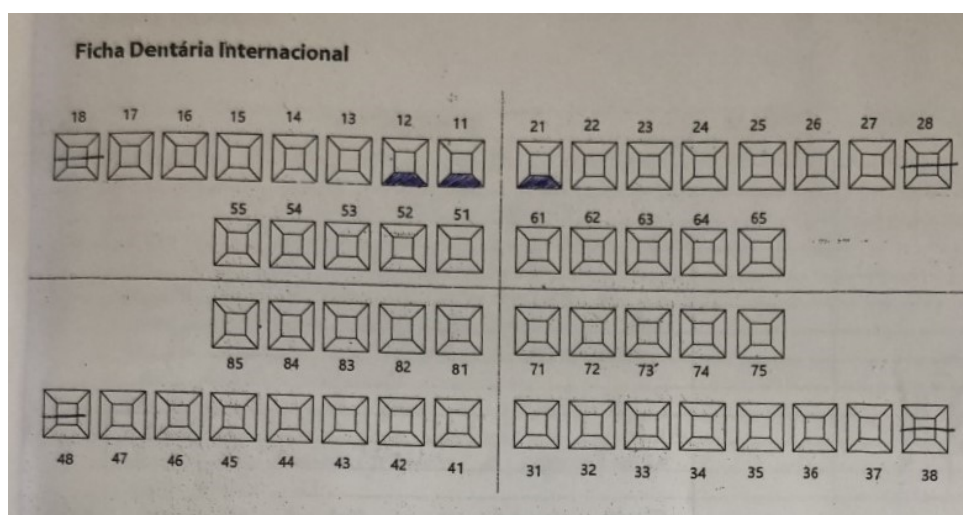 Ficha Dentária Internacional
18 17 16 15 14 13 12 11 21 22 23 24 25 26 27 28
55 54 53 52 51 61 62 63 64 65
85 84 83 82 81 71 72 73 74 75
48 47 46 45 44 43 42 41 31 32 33 34 35 36 37 38